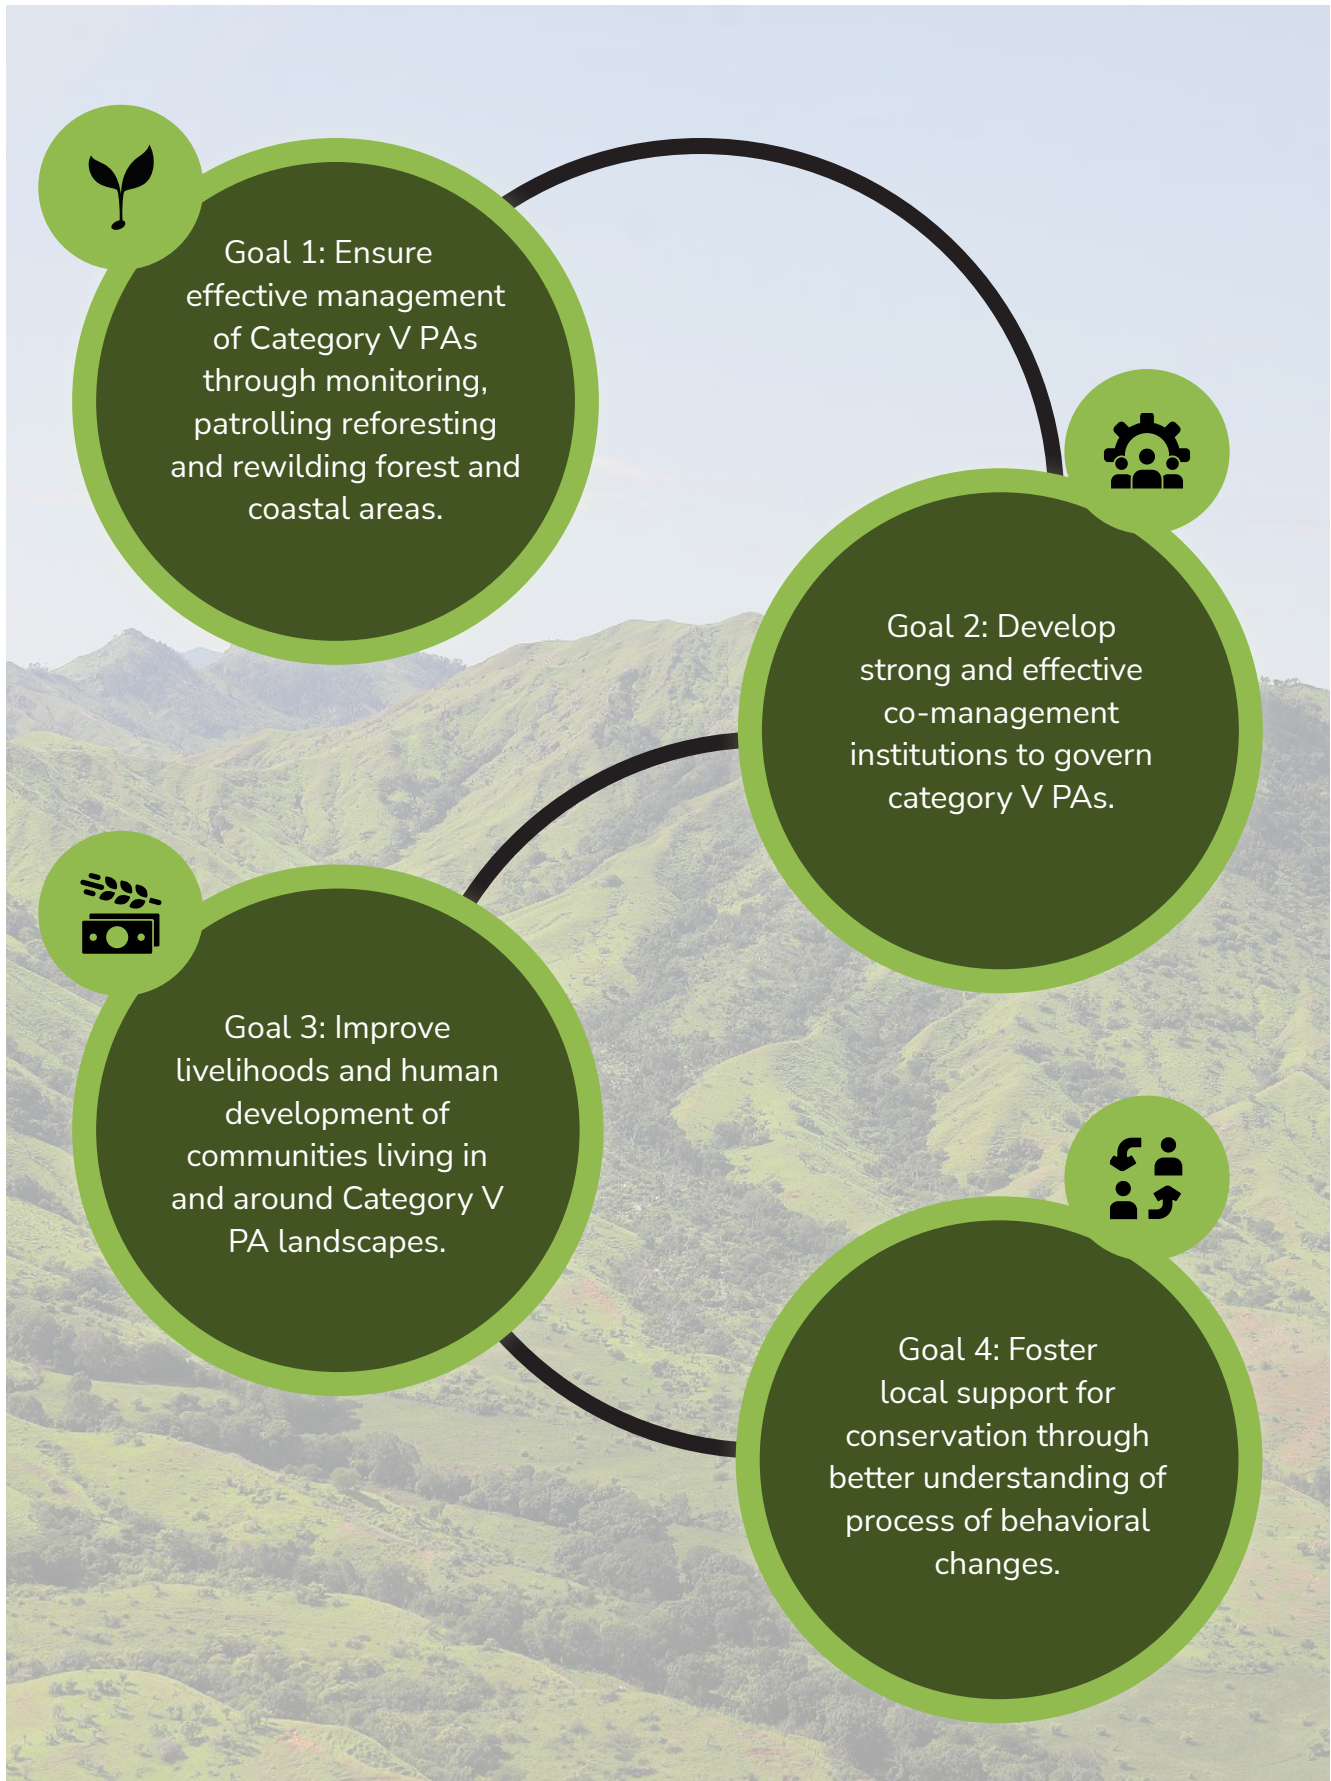 Goal 1: Ensure
effective management
of Category V PAs
through monitoring,
patrolling reforesting
and rewilding forest and
coastal areas.
Goal 2: Develop
strong and effective
co-management
institutions to govern
category V PAs.
Goal 3: Improve
livelihoods and human
development of
communities living in
and around Category V
PA landscapes.
Goal 4: Foster
local support for
conservation through
better understanding of
process of behavioral
changes.